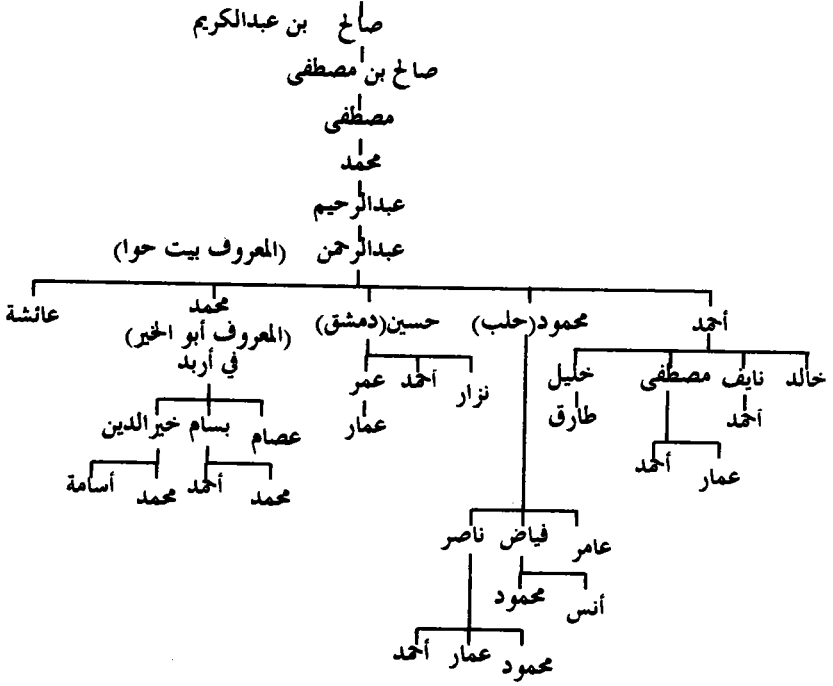 صالح بن عبدالكريم
صالح بن مصطفى
مصطفى
محمد
عبدالرحيم
عبدالرحمن (المعروف بيت حوا)
أحمد محمود (حلب) حسين (دمشق) محمد عائشة
(المعروف أبو الخير)
في أربد
خالد نايف مصطفى خليل نزار أحمد عمر
أحمد طارق عمار
عصام بسام خيرالدين
عمار أحمد
محمد أحمد محمد أسامة
عامر فياض ناصر
أنس محمود
محمود عمار أحمد